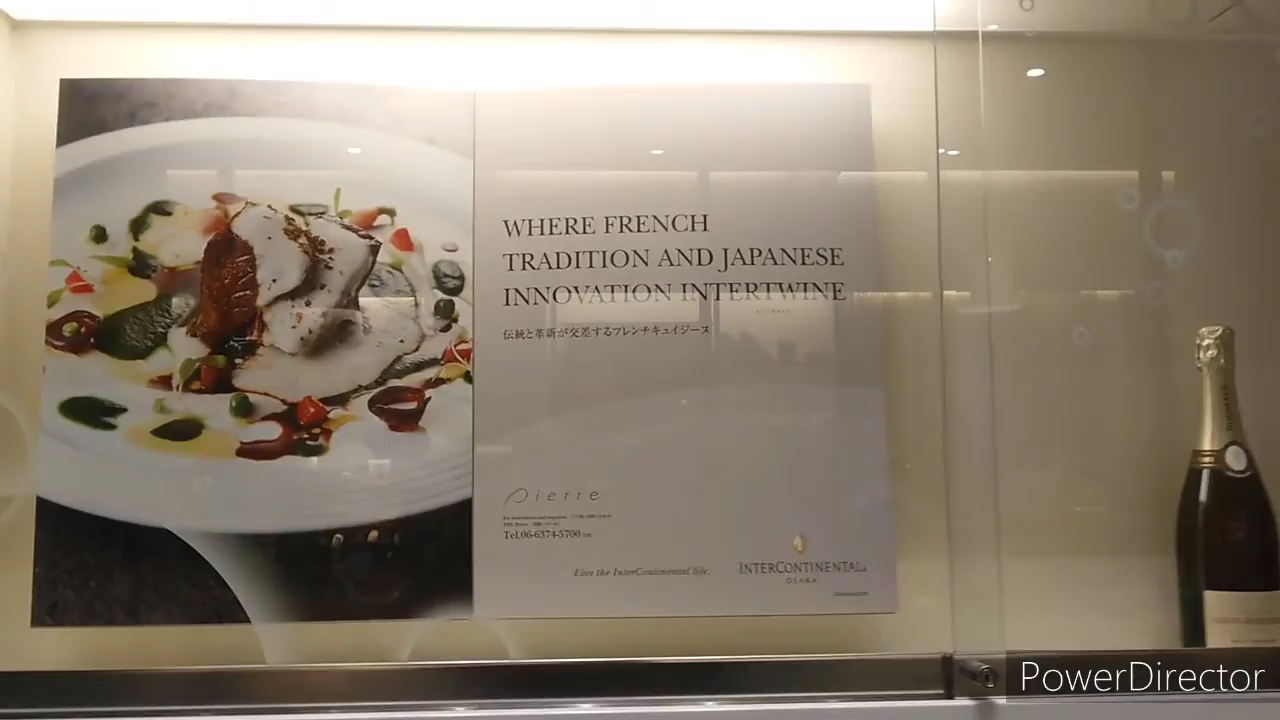 WHERE FRENCH
TRADITION AND JAPANESE
INNOVATION INTERTWINE
伝統と革新が交差するフレンチキュイジーヌ
Pierre
Tel.06-6374-5700
Live the InterContinental life.
INTERCONTINENTAL
OSAKA
PowerDirector